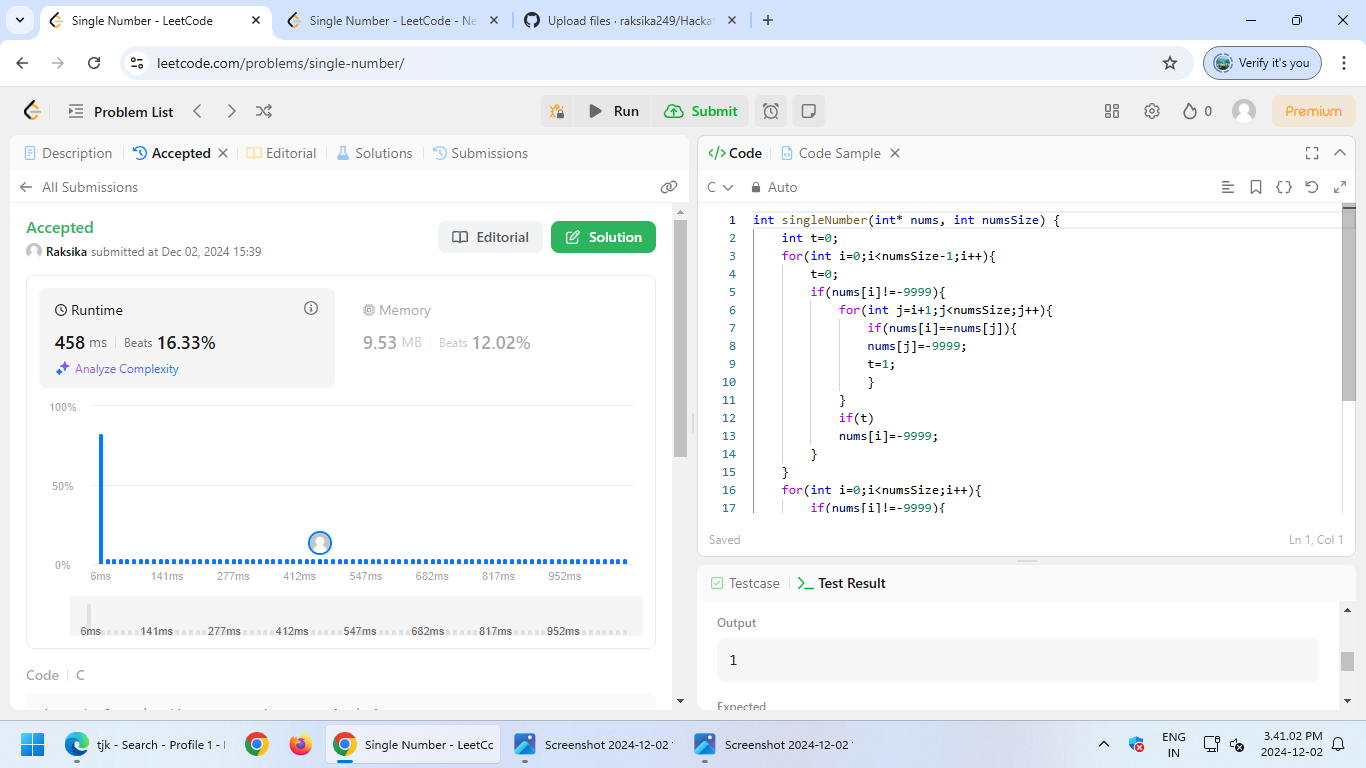 Single Number - LeetCode
Single Number - LeetCode - Ne
Upload files · raksika249/Hacka
leetcode.com/problems/single-number/
Verify it's you
Problem List
Run
Submit
0
Premium
Description
Accepted
Editorial
Solutions
Submissions
All Submissions
Accepted
Raksika submitted at Dec 02, 2024 15:39
Editorial
Solution
Runtime
458 ms
Beats 16.33%
Analyze Complexity
Memory
9.53 MB
Beats 12.02%
100%
50%
0%
6ms 141ms 277ms 412ms 547ms 682ms 817ms 952ms
6ms 141ms 277ms 412ms 547ms 682ms 817ms 952ms
Code C
Code
Code Sample
C
Auto
1 int singleNumber(int* nums, int numsSize) {
2 int t=0;
3 for(int i=0;i<numsSize-1;i++){
4 t=0;
5 if(nums[i]!=-9999){
6 for(int j=i+1;j<numsSize;j++){
7 if(nums[i]==nums[j]){
8 nums[j]=-9999;
9 t=1;
10 }
11 }
12 if(t)
13 nums[i]=-9999;
14 }
15 }
16 for(int i=0;i<numsSize;i++){
17 if(nums[i]!=-9999){
Saved
Ln 1, Col 1
Testcase
Test Result
Output
1
Expected
tjk - Search - Profile 1 -
Single Number - LeetCo
Screenshot 2024-12-02
Screenshot 2024-12-02
ENG
IN
3.41.02 PM
2024-12-02